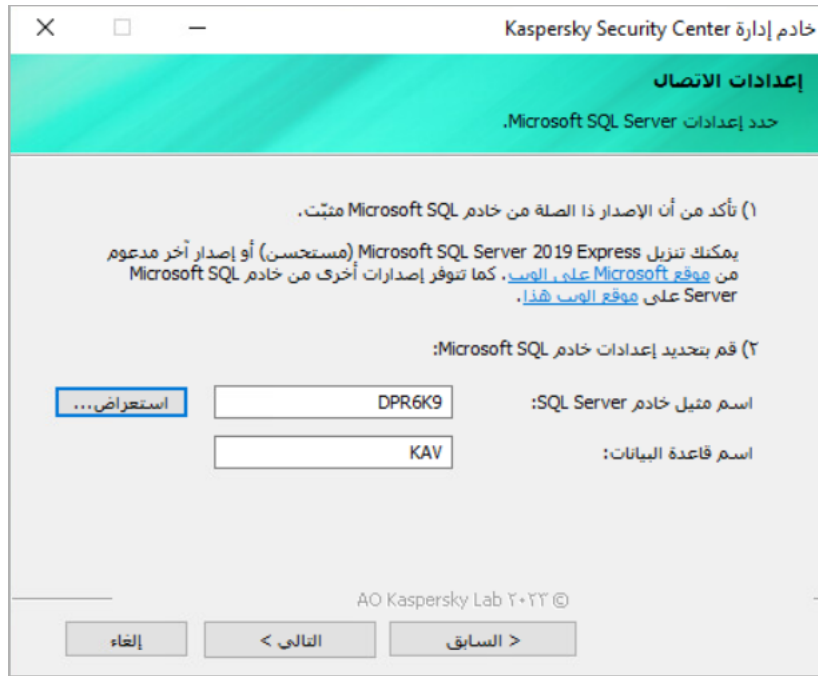 خادم إدارة Kaspersky Security Center
إعدادات الاتصال
حدد إعدادات Microsoft SQL Server.
١) تأكد من أن الإصدار ذا الصلة من خادم Microsoft SQL مثبّت.
يمكنك تنزيل Microsoft SQL Server 2019 Express (مستحسن) أو إصدار آخر مدعوم
من موقع Microsoft على الويب. كما تتوفر إصدارات أخرى من خادم Microsoft SQL
Server على موقع الويب هذا.
٢) قم بتحديد إعدادات خادم Microsoft SQL:
اسم مثيل خادم SQL Server: DPR6K9 استعراض...
اسم قاعدة البيانات: KAV
© ٢٠٢٣ AO Kaspersky Lab
< السابق التالي > إلغاء